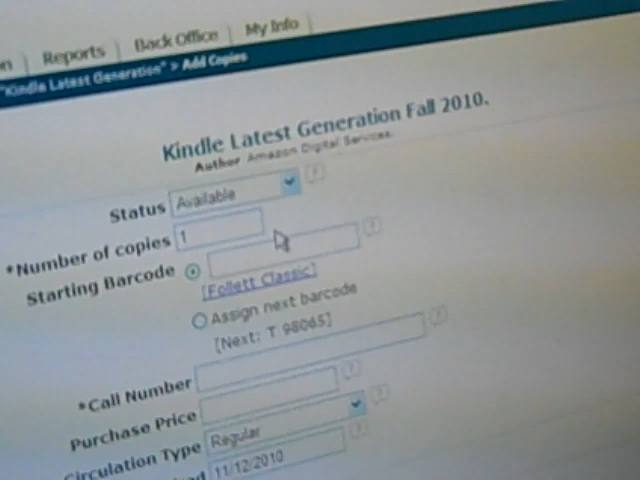 Reports Back Office My Info
"Kindle Latest Generation" > Add Copies
Kindle Latest Generation Fall 2010.
Author Amazon Digital Services.
Status Available ?
*Number of copies 1
Starting Barcode ?
[Follett Classic]
Assign next barcode
[Next: T 98065]
*Call Number ?
Purchase Price ?
Circulation Type Regular ?
11/12/2010 ?